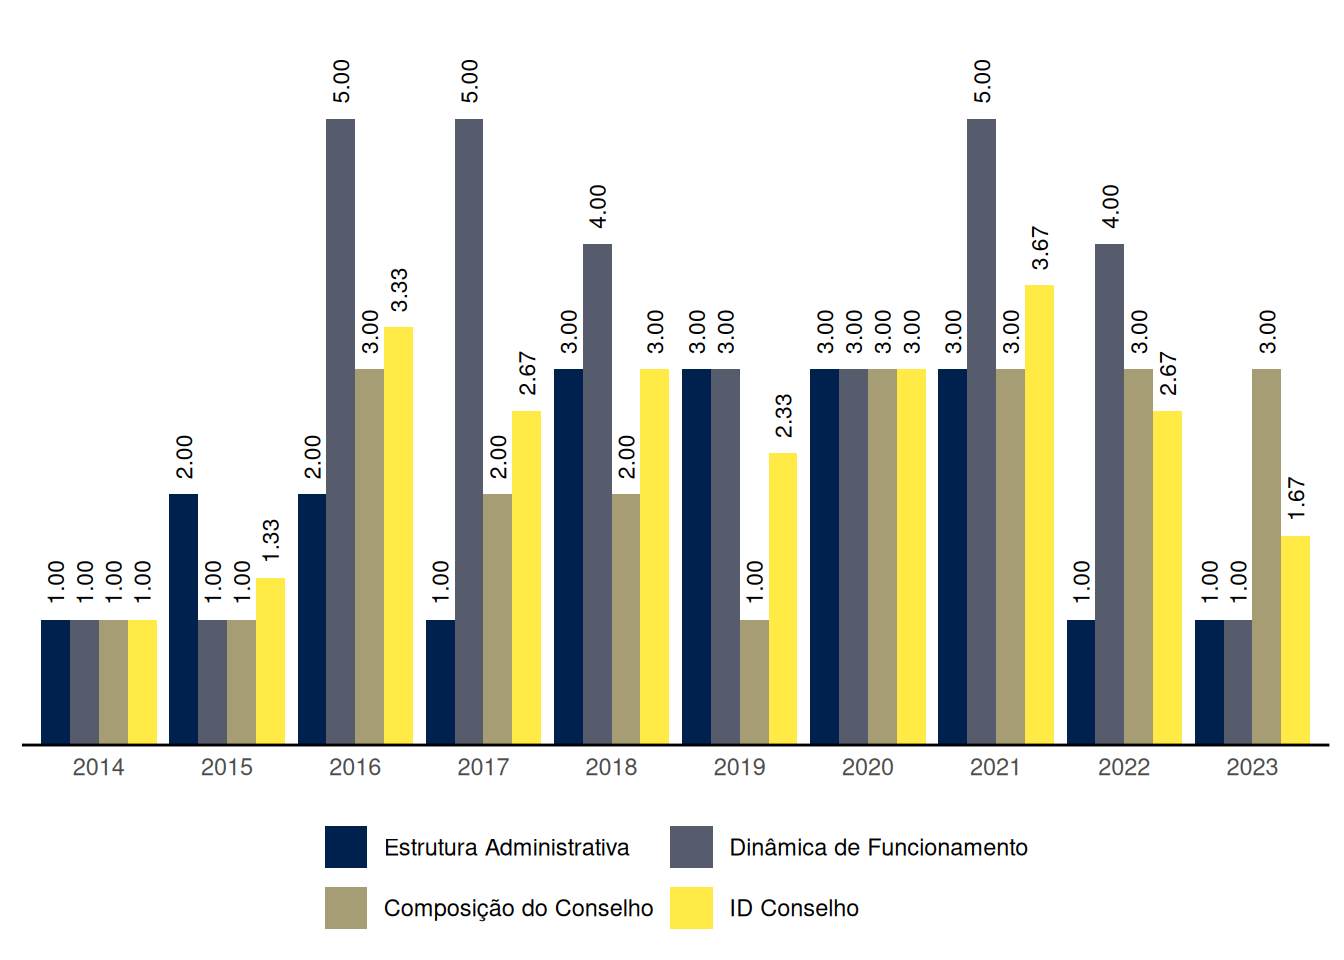 1.00 1.00 1.00 1.00
2.00 1.00 1.00 1.33
2.00 5.00 3.00 3.33
1.00 5.00 2.00 2.67
3.00 4.00 2.00 3.00
3.00 3.00 1.00 2.33
3.00 3.00 3.00 3.00
3.00 5.00 3.00 3.67
1.00 4.00 3.00 2.67
1.00 1.00 3.00 1.67
2014 2015 2016 2017 2018 2019 2020 2021 2022 2023
Estrutura Administrativa Dinâmica de Funcionamento
Composição do Conselho ID Conselho